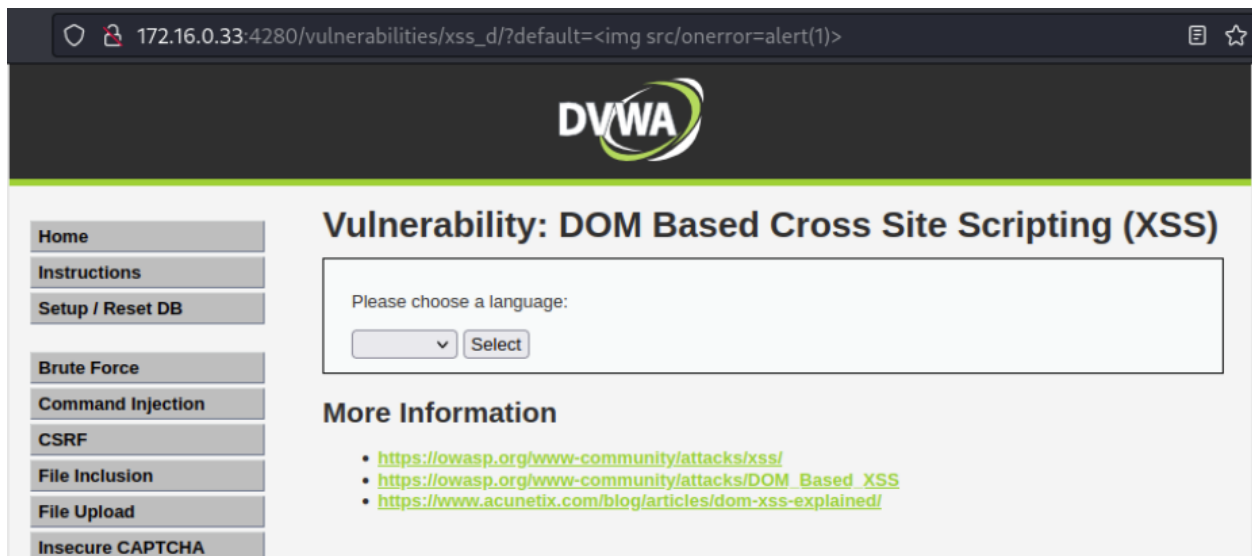 172.16.0.33:4280/vulnerabilities/xss_d/?default=<img src/onerror=alert(1)>
DVWA
Home
Instructions
Setup / Reset DB
Brute Force
Command Injection
CSRF
File Inclusion
File Upload
Insecure CAPTCHA
Vulnerability: DOM Based Cross Site Scripting (XSS)
Please choose a language:
Select
More Information
• https://owasp.org/www-community/attacks/xss/
• https://owasp.org/www-community/attacks/DOM_Based_XSS
• https://www.acunetix.com/blog/articles/dom-xss-explained/